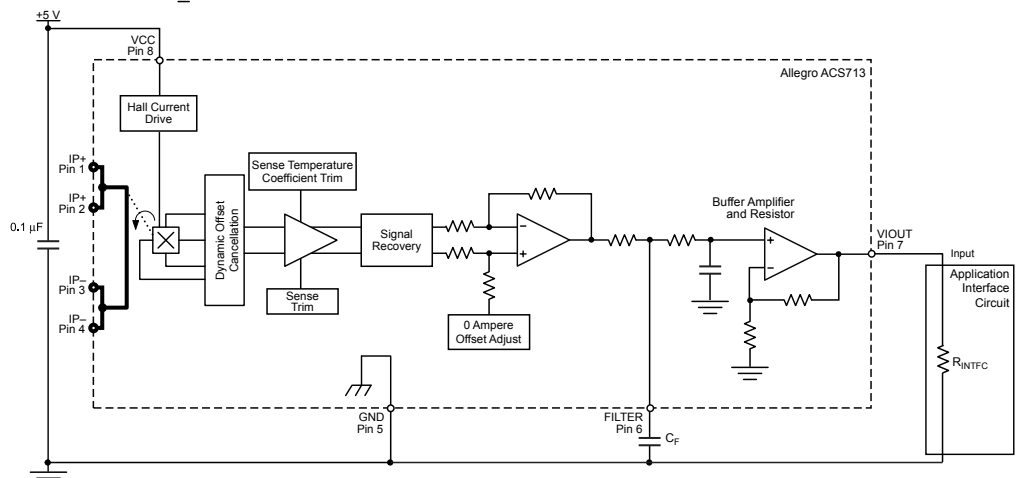 +5 V
VCC
Pin 8
Allegro ACS713
Hall Current
Drive
IP+
Pin 1
IP+
Pin 2
0.1 µF
IP–
Pin 3
IP–
Pin 4
Dynamic Offset
Cancellation
Sense Temperature
Coefficient Trim
Sense
Trim
Signal
Recovery
0 Ampere
Offset Adjust
Buffer Amplifier
and Resistor
VIOUT
Pin 7
Input
Application
Interface
Circuit
RINTFC
GND
Pin 5
FILTER
Pin 6
CF